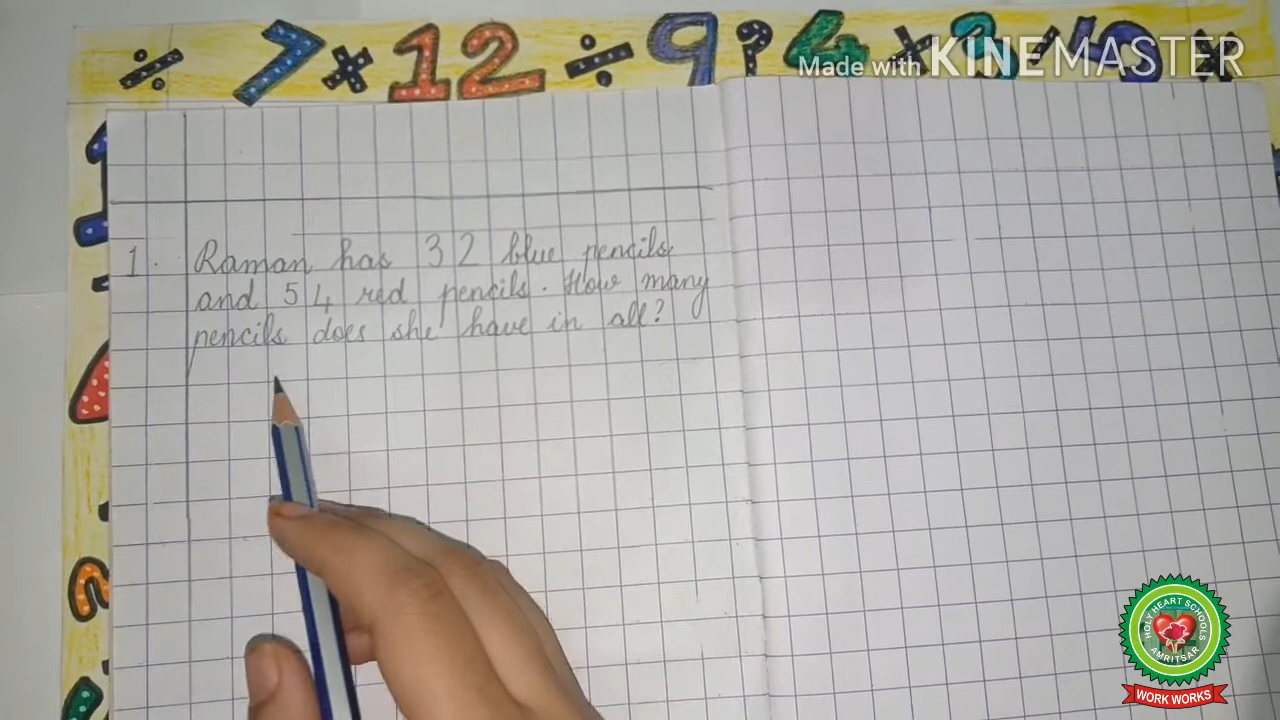 ÷ 7 × 12 ÷ 9 ? 4 × 3
Made with KINEMASTER
1. Raman has 32 blue pencils
and 54 red pencils. How many
pencils does she have in all?
HOLY HEART SCHOOLS
AMRITSAR
WORK WORKS